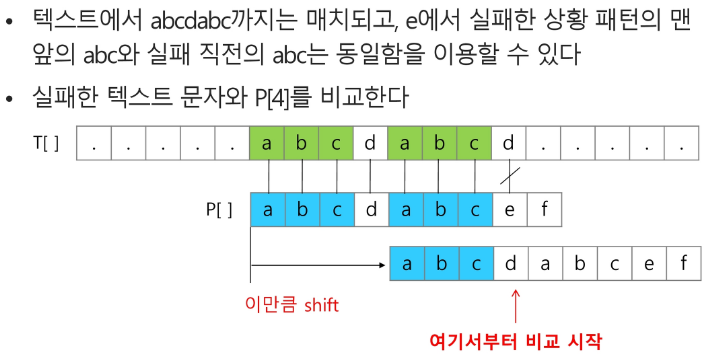 • 텍스트에서 abcdabc까지는 매치되고, e에서 실패한 상황 패턴의 맨
앞의 abc와 실패 직전의 abc는 동일함을 이용할 수 있다
• 실패한 텍스트 문자와 P[4]를 비교한다
T[ ] . . . . . a b c d a b c d . . . . .
P[ ] a b c d a b c e f
a b c d a b c e f
이만큼 shift
여기서부터 비교 시작